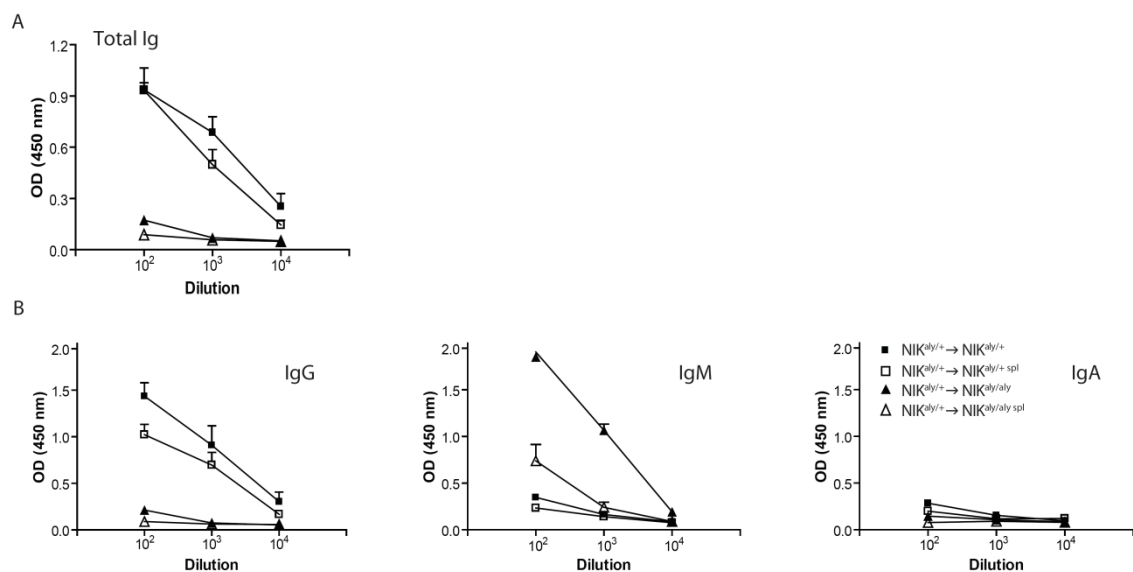 A
Total Ig
1.2
0.9
0.6
0.3
0.0
OD (450 nm)
10² 10³ 10⁴
Dilution
B
IgG
2.0
1.5
1.0
0.5
0.0
OD (450 nm)
10² 10³ 10⁴
Dilution
IgM
2.0
1.5
1.0
0.5
0.0
OD (450 nm)
10² 10³ 10⁴
Dilution
NIKaly/+ → NIKaly/+
NIKaly/+ → NIKaly/+ spl
NIKaly/+ → NIKaly/aly
NIKaly/+ → NIKaly/aly spl
IgA
2.0
1.5
1.0
0.5
0.0
OD (450 nm)
10² 10³ 10⁴
Dilution